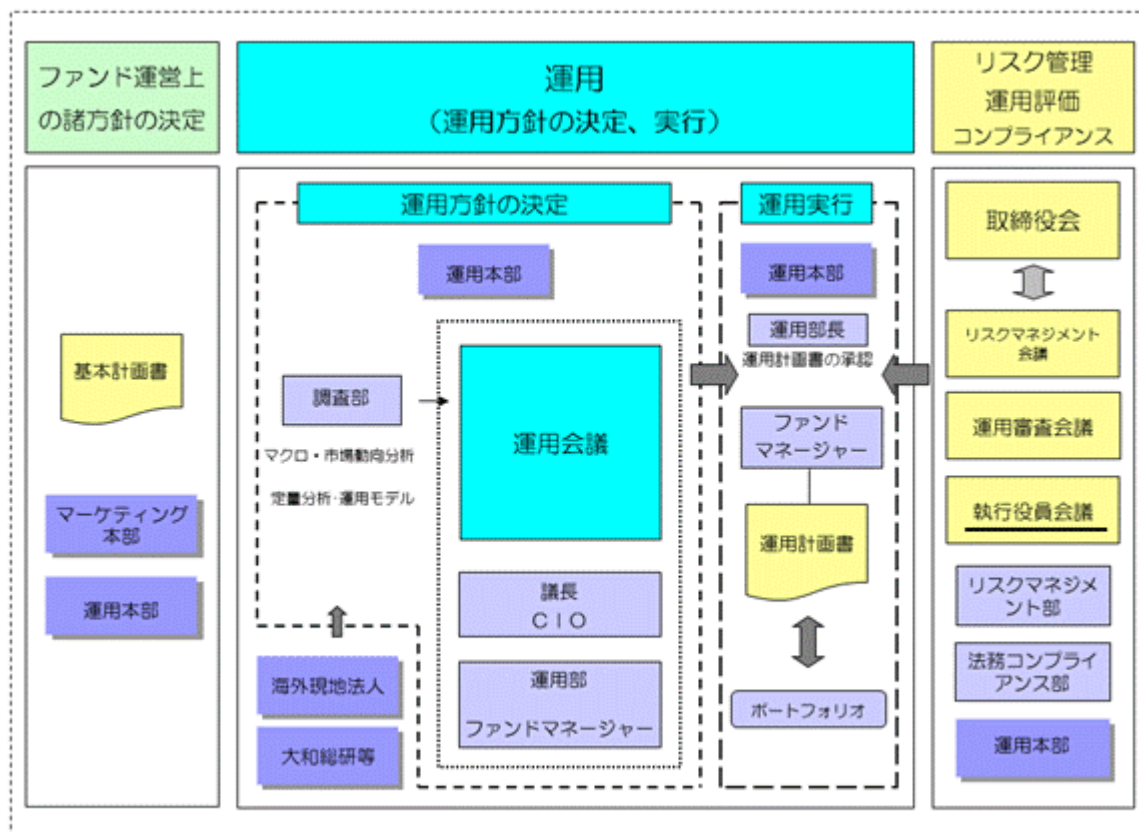 ファンド運営上
の諸方針の決定
運用
（運用方針の決定、実行）
リスク管理
運用評価
コンプライアンス
基本計画書
マーケティング
本部
運用本部
運用方針の決定
運用本部
調査部
マクロ・市場動向分析
定量分析・運用モデル
運用会議
議長
ＣＩＯ
運用部
ファンドマネージャー
海外現地法人
大和総研等
運用実行
運用本部
運用部長
運用計画書の承認
ファンド
マネージャー
運用計画書
ポートフォリオ
取締役会
リスクマネジメント
会議
運用審査会議
執行役員会議
リスクマネジメ
ント部
法務コンプライ
アンス部
運用本部